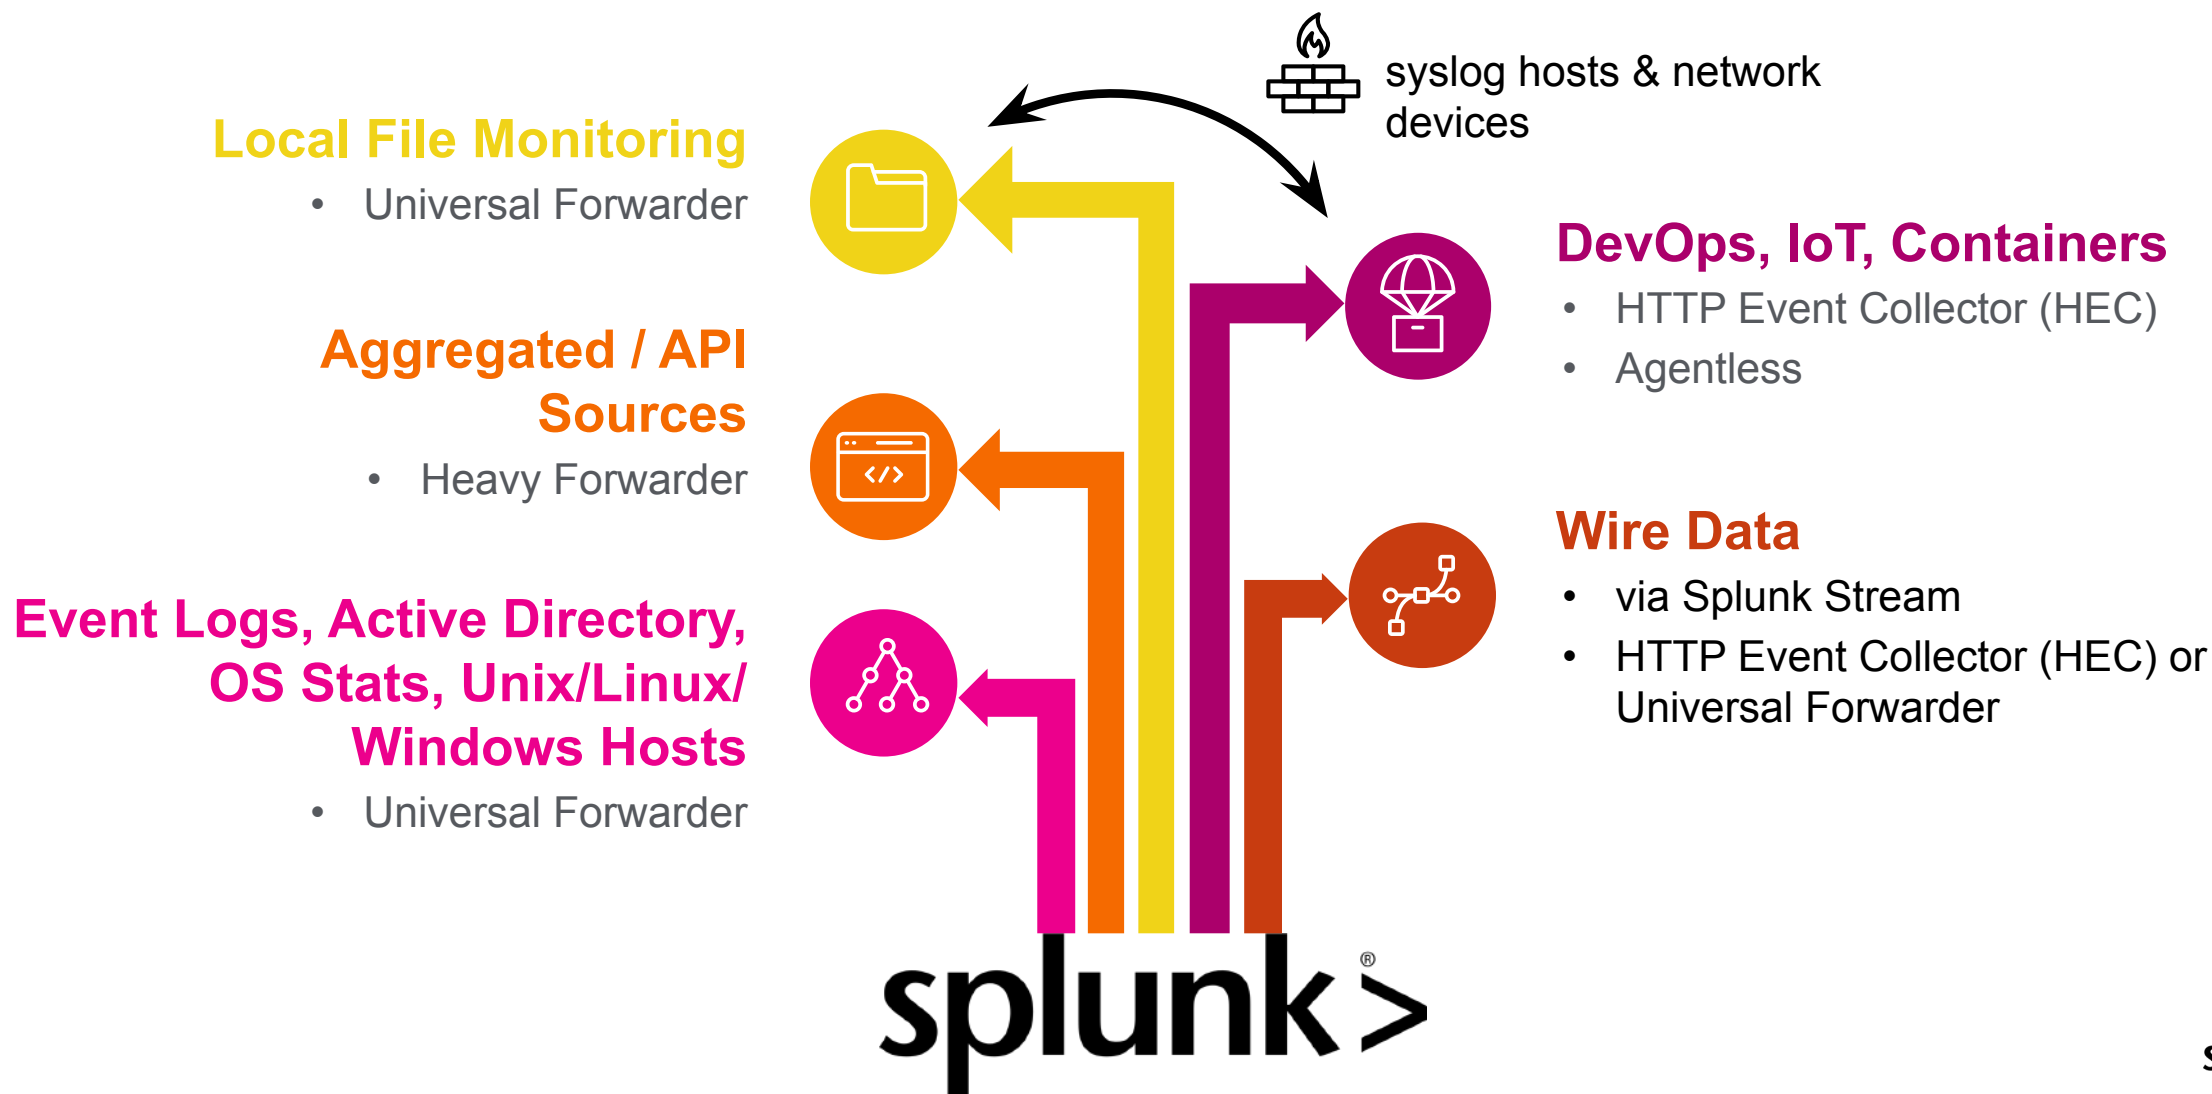 syslog hosts & network
devices
Local File Monitoring
• Universal Forwarder
Aggregated / API
Sources
• Heavy Forwarder
</>
Event Logs, Active Directory,
OS Stats, Unix/Linux/
Windows Hosts
• Universal Forwarder
DevOps, IoT, Containers
• HTTP Event Collector (HEC)
• Agentless
Wire Data
• via Splunk Stream
• HTTP Event Collector (HEC) or
Universal Forwarder
splunk>®
s